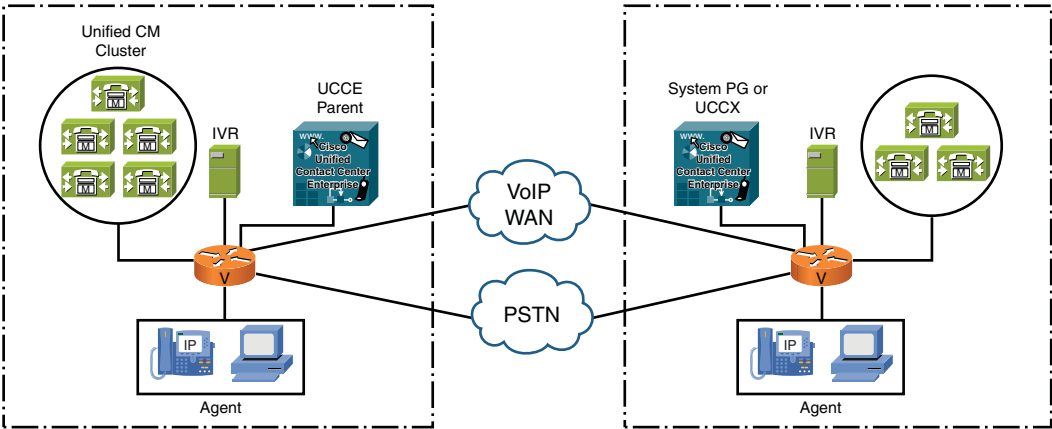 Unified CM
Cluster
M
M
M
M
M
IVR
UCCE
Parent
www.
Cisco
Unified
Contact Center
Enterprise
V
IP
Agent
VoIP
WAN
PSTN
System PG or
UCCX
www.
Cisco
Unified
Contact Center
Enterprise
IVR
M
M
M
V
IP
Agent